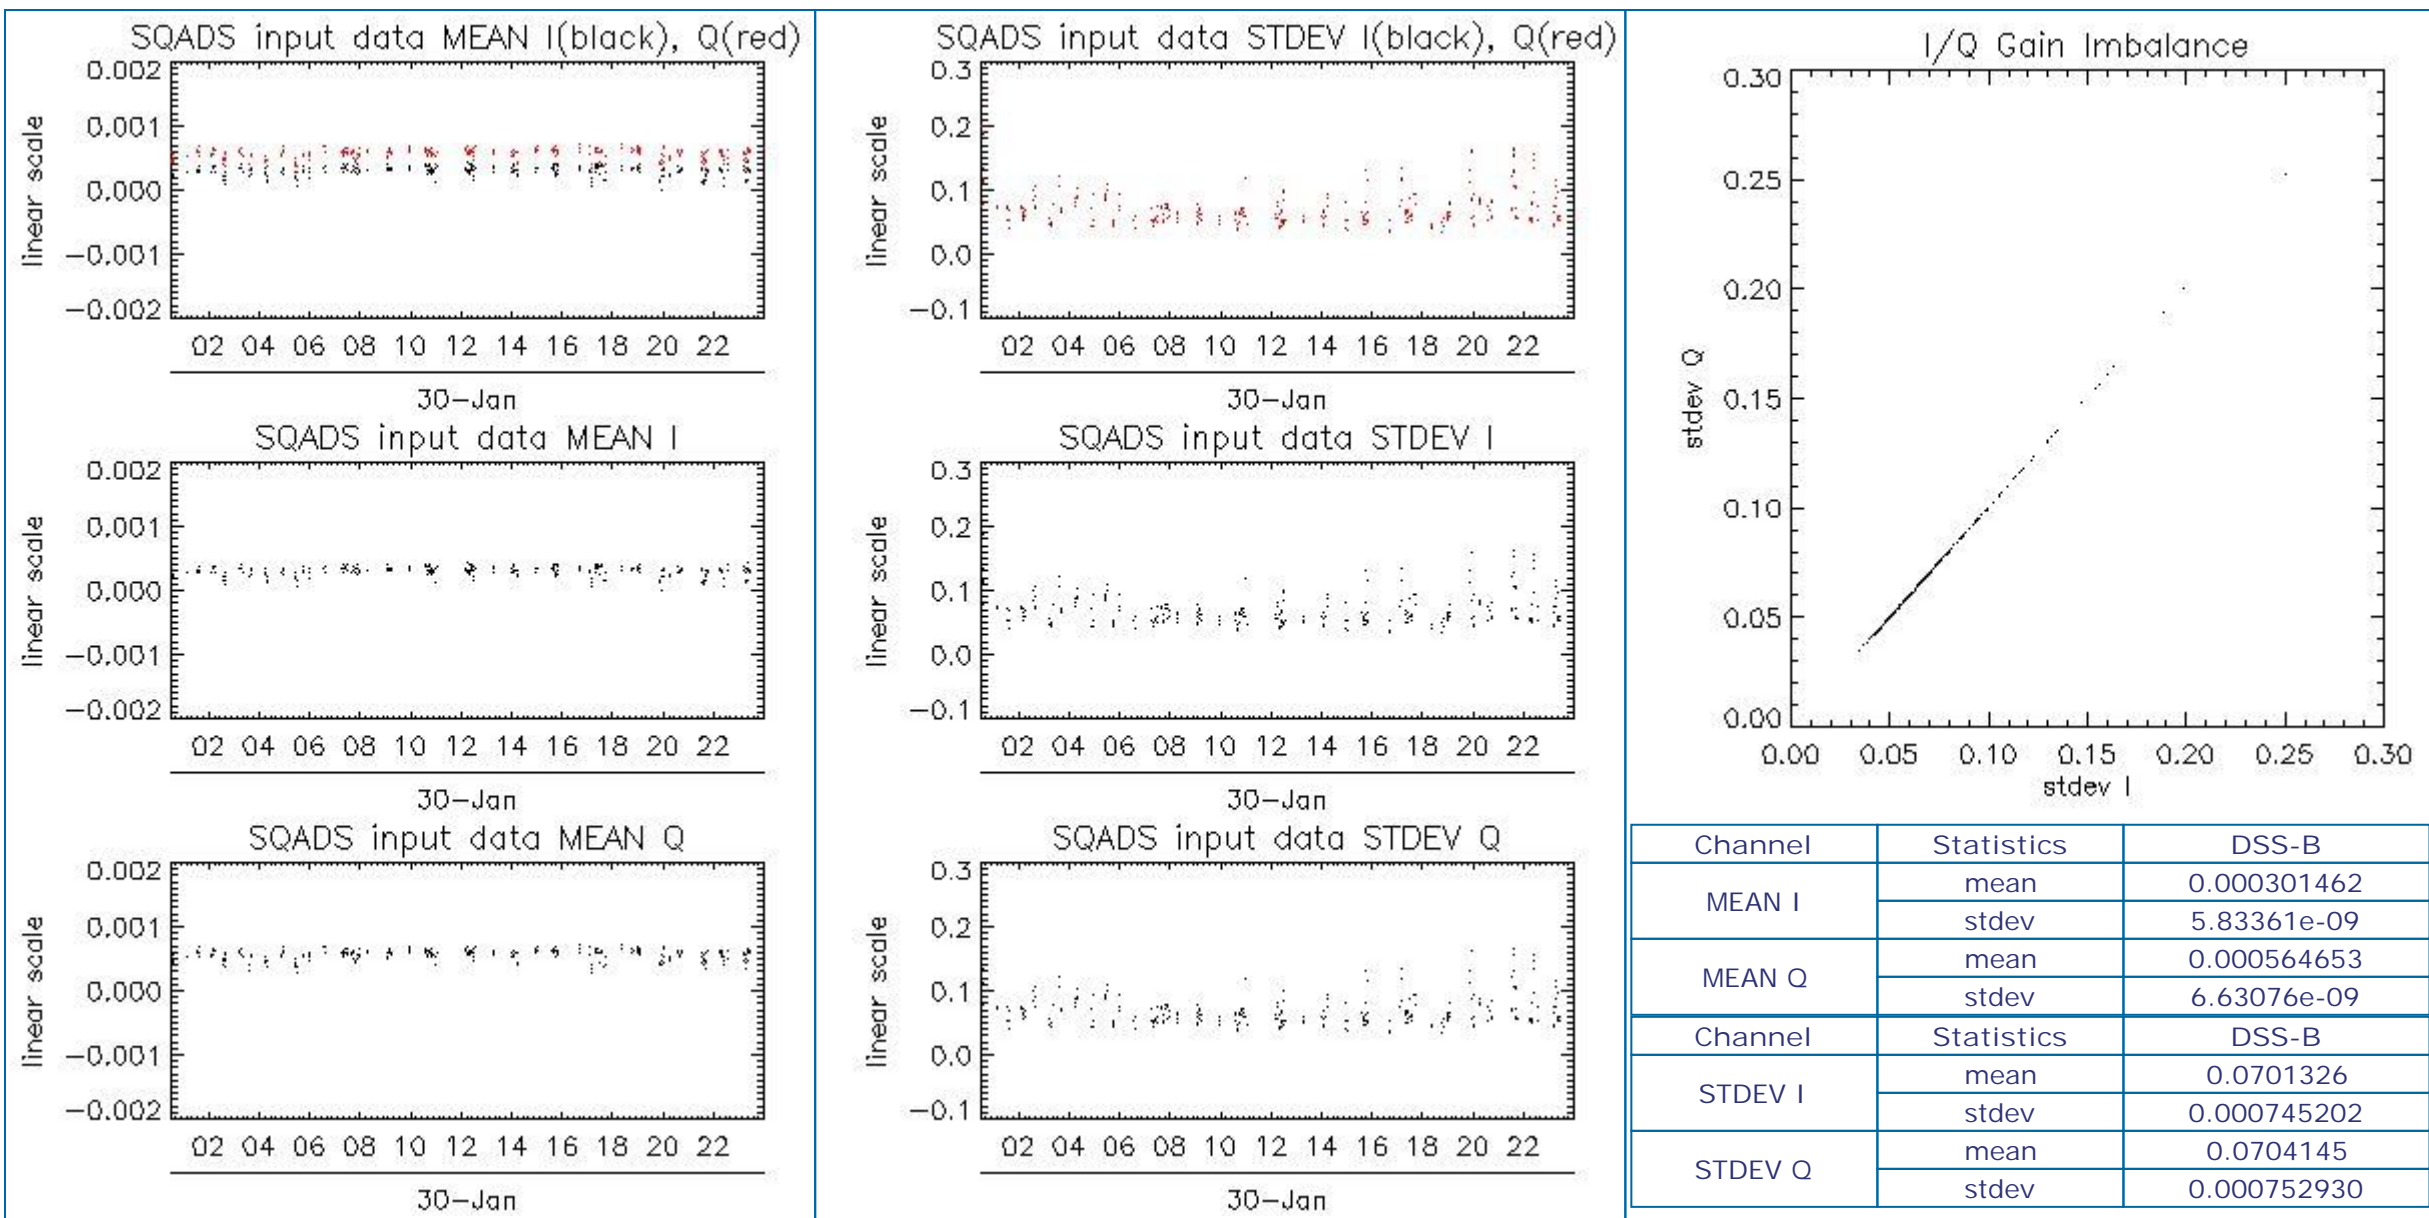 SQADS input data MEAN I(black), Q(red)
linear scale
0.002
0.001
0.000
−0.001
−0.002
02 04 06 08 10 12 14 16 18 20 22
30−Jan
SQADS input data MEAN I
linear scale
0.002
0.001
0.000
−0.001
−0.002
02 04 06 08 10 12 14 16 18 20 22
30−Jan
SQADS input data MEAN Q
linear scale
0.002
0.001
0.000
−0.001
−0.002
02 04 06 08 10 12 14 16 18 20 22
30−Jan
SQADS input data STDEV I(black), Q(red)
linear scale
0.3
0.2
0.1
0.0
−0.1
02 04 06 08 10 12 14 16 18 20 22
30−Jan
SQADS input data STDEV I
linear scale
0.3
0.2
0.1
0.0
−0.1
02 04 06 08 10 12 14 16 18 20 22
30−Jan
SQADS input data STDEV Q
linear scale
0.3
0.2
0.1
0.0
−0.1
02 04 06 08 10 12 14 16 18 20 22
30−Jan
I/Q Gain Imbalance
stdev Q
0.30
0.25
0.20
0.15
0.10
0.05
0.00
0.00 0.05 0.10 0.15 0.20 0.25 0.30
stdev I
Channel Statistics DSS-B
MEAN I mean 0.000301462
stdev 5.83361e-09
MEAN Q mean 0.000564653
stdev 6.63076e-09
Channel Statistics DSS-B
STDEV I mean 0.0701326
stdev 0.000745202
STDEV Q mean 0.0704145
stdev 0.000752930